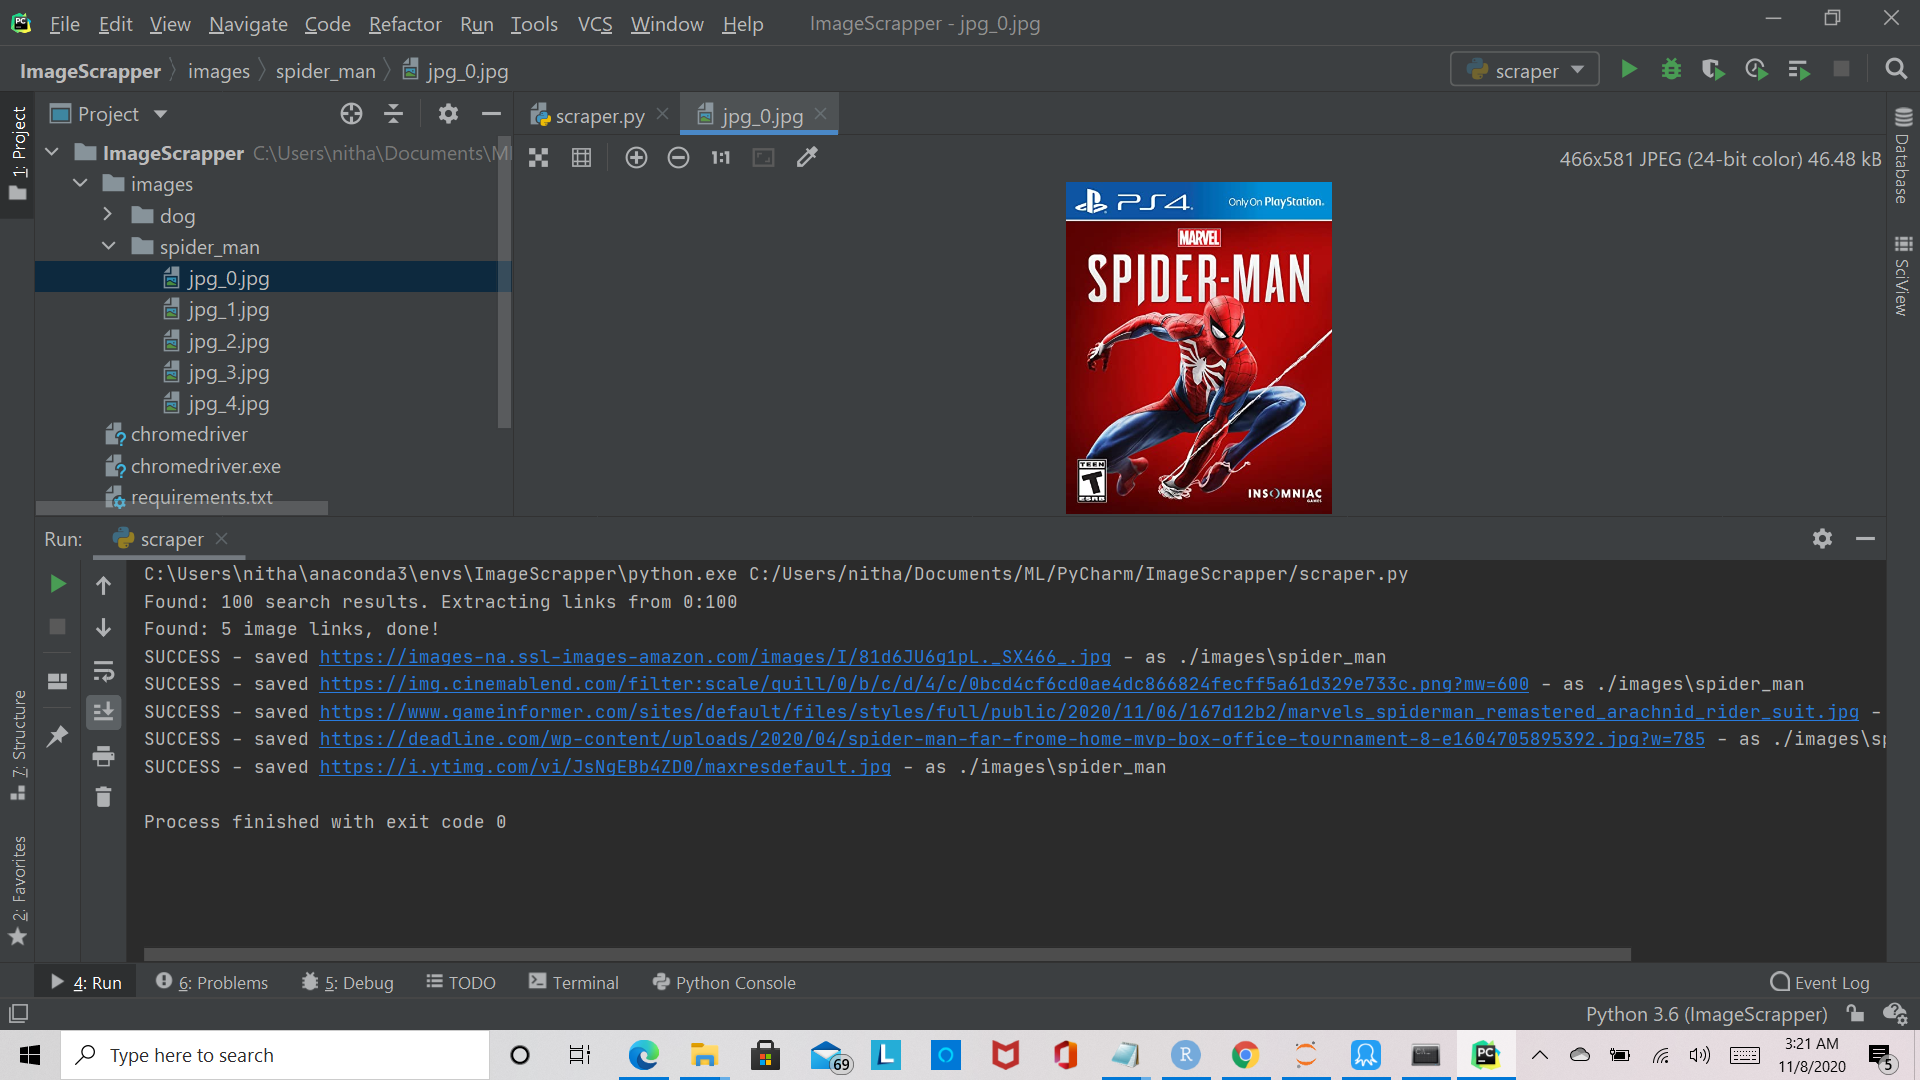 File Edit View Navigate Code Refactor Run Tools VCS Window Help ImageScrapper - jpg_0.jpg
ImageScrapper images spider_man jpg_0.jpg scraper
1: Project
Project
ImageScrapper C:\Users\nitha\Documents\ML
images
dog
spider_man
jpg_0.jpg
jpg_1.jpg
jpg_2.jpg
jpg_3.jpg
jpg_4.jpg
chromedriver
chromedriver.exe
requirements.txt
scraper.py jpg_0.jpg
1:1 466x581 JPEG (24-bit color) 46.48 kB
PS4 Only On PlayStation.
MARVEL
SPIDER-MAN
TEEN
T
ESRB
INSOMNIAC
GAMES
Database
SciView
Run: scraper
C:\Users\nitha\anaconda3\envs\ImageScrapper\python.exe C:/Users/nitha/Documents/ML/PyCharm/ImageScrapper/scraper.py
Found: 100 search results. Extracting links from 0:100
Found: 5 image links, done!
SUCCESS - saved https://images-na.ssl-images-amazon.com/images/I/81d6JU6g1pL._SX466_.jpg - as ./images\spider_man
SUCCESS - saved https://img.cinemablend.com/filter:scale/quill/0/b/c/d/4/c/0bcd4cf6cd0ae4dc866824fecff5a61d329e733c.png?mw=600 - as ./images\spider_man
SUCCESS - saved https://www.gameinformer.com/sites/default/files/styles/full/public/2020/11/06/167d12b2/marvels_spiderman_remastered_arachnid_rider_suit.jpg -
SUCCESS - saved https://deadline.com/wp-content/uploads/2020/04/spider-man-far-frome-home-mvp-box-office-tournament-8-e1604705895392.jpg?w=785 - as ./images\sp
SUCCESS - saved https://i.ytimg.com/vi/JsNgEBb4ZD0/maxresdefault.jpg - as ./images\spider_man
Process finished with exit code 0
7: Structure
2: Favorites
4: Run 6: Problems 5: Debug TODO Terminal Python Console Event Log
Python 3.6 (ImageScrapper)
Type here to search 69 3:21 AM
11/8/2020 5